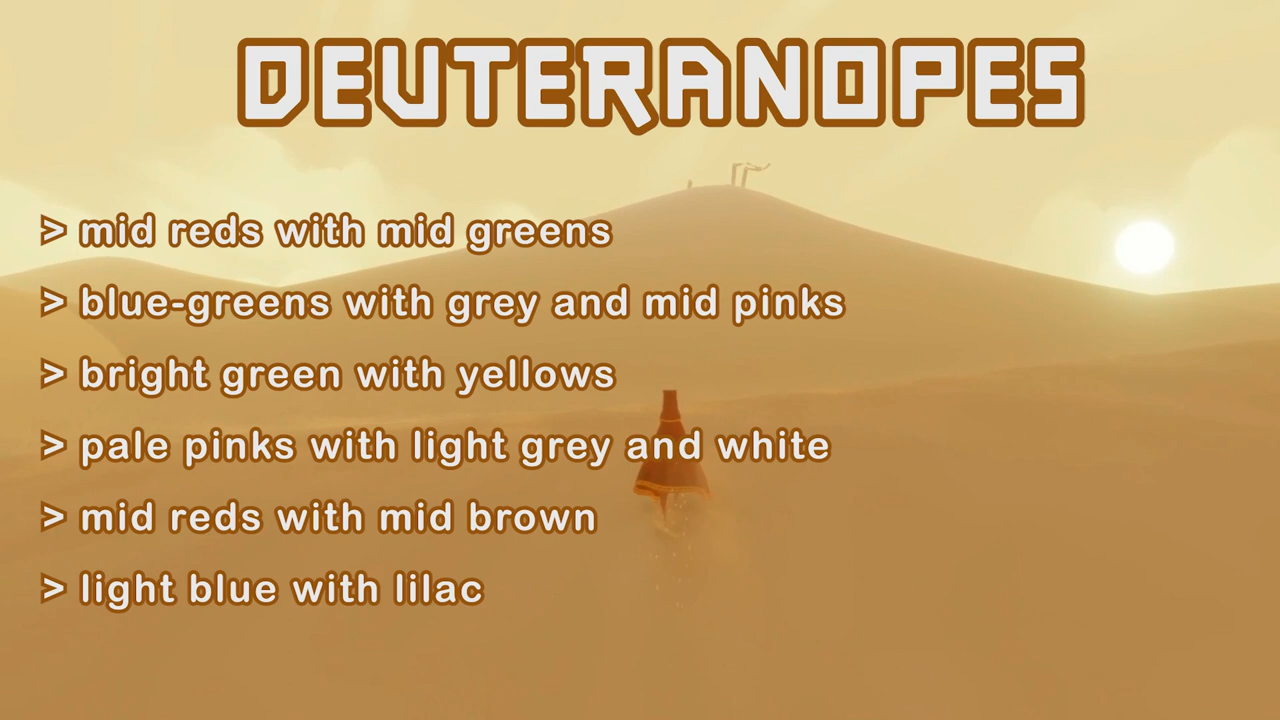 DEUTERANOPES
> mid reds with mid greens
> blue-greens with grey and mid pinks
> bright green with yellows
> pale pinks with light grey and white
> mid reds with mid brown
> light blue with lilac